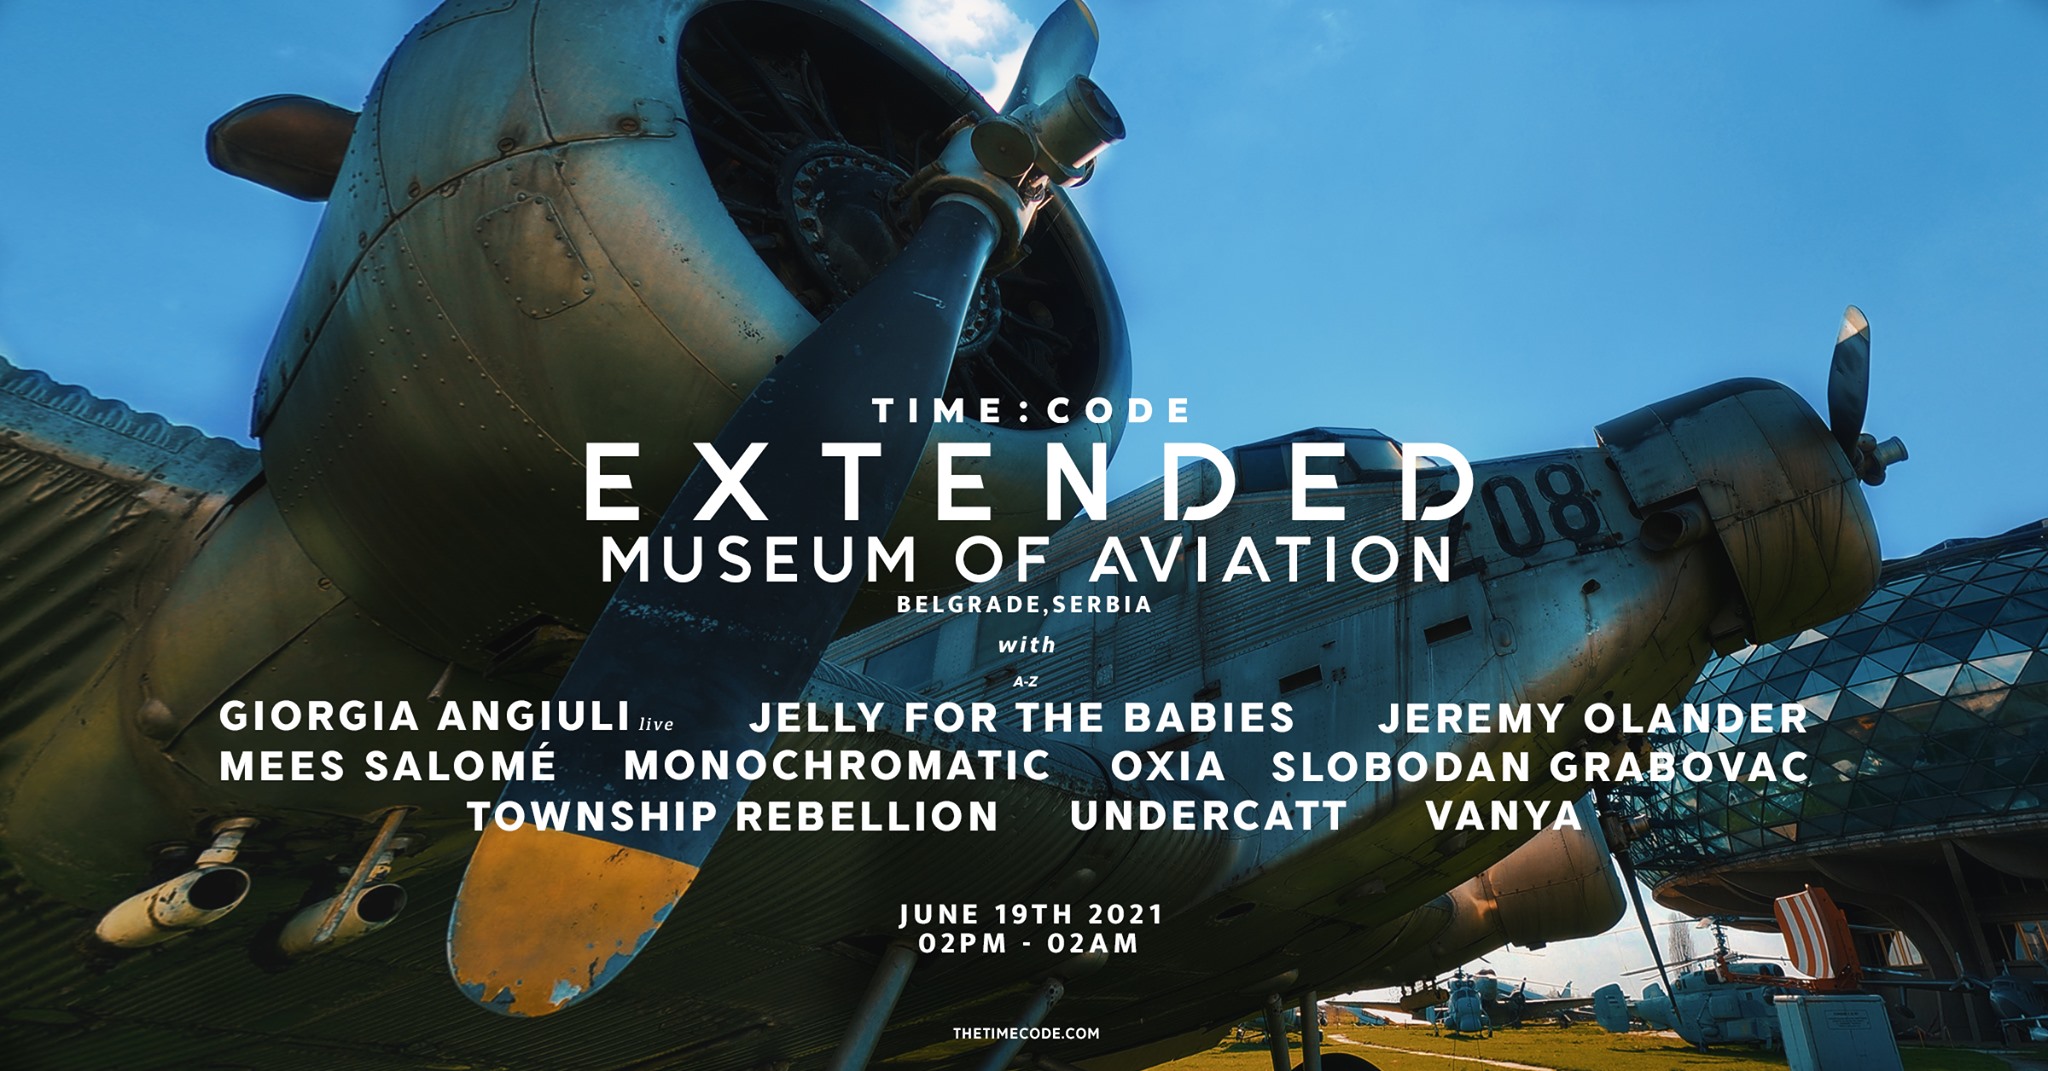 TIME:CODE
EXTENDED
MUSEUM OF AVIATION
BELGRADE,SERBIA
with
A-Z
GIORGIA ANGIULI live JELLY FOR THE BABIES JEREMY OLANDER
MEES SALOMÉ MONOCHROMATIC OXIA SLOBODAN GRABOVAC
TOWNSHIP REBELLION UNDERCATT VANYA
JUNE 19TH 2021
02PM - 02AM
THETIMECODE.COM
208